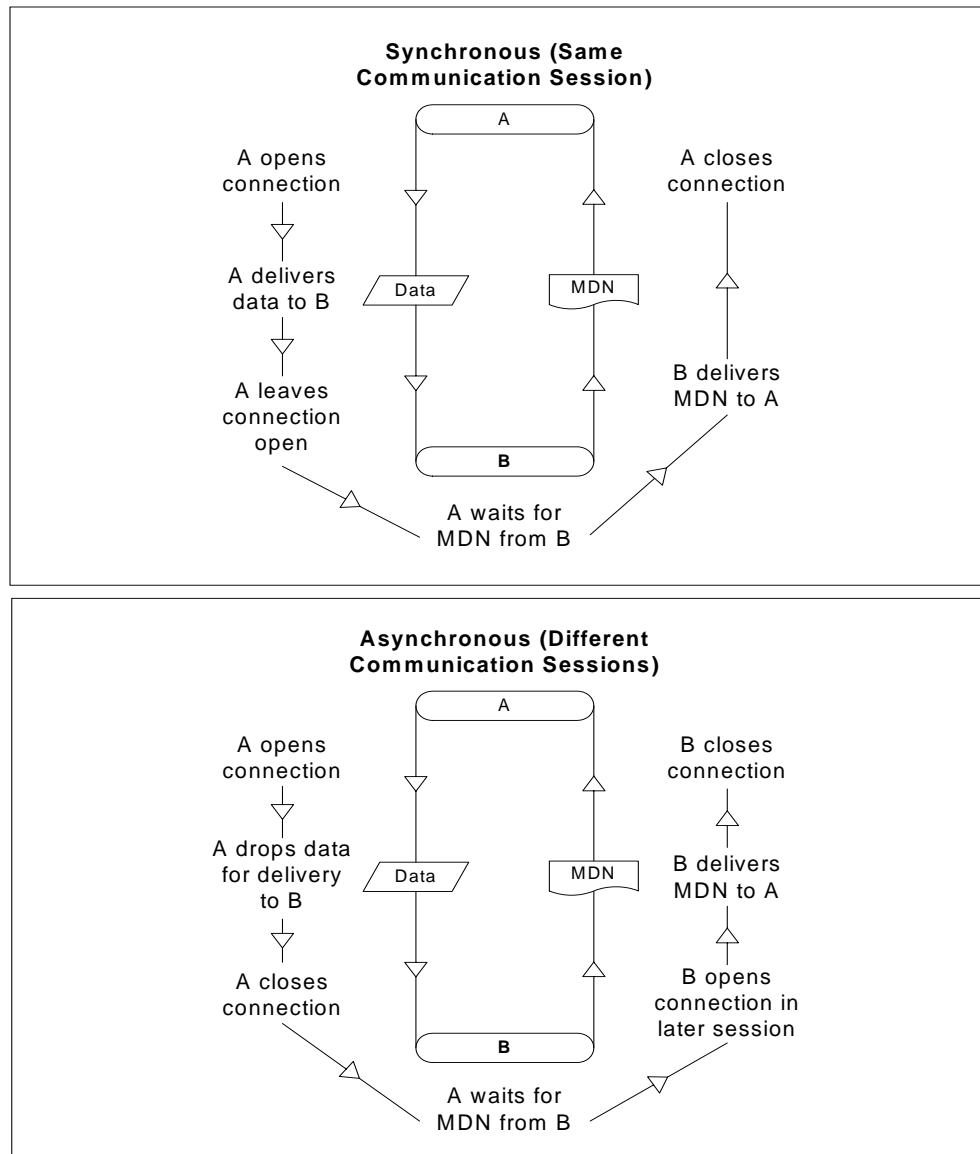 Synchronous (Same
Communication Session)
A
A opens
connection
A delivers
data to B
A leaves
connection
open
Data
MDN
B
A waits for
MDN from B
B delivers
MDN to A
A closes
connection
Asynchronous (Different
Communication Sessions)
A
A opens
connection
A drops data
for delivery
to B
A closes
connection
Data
MDN
B
A waits for
MDN from B
B opens
connection in
later session
B delivers
MDN to A
B closes
connection